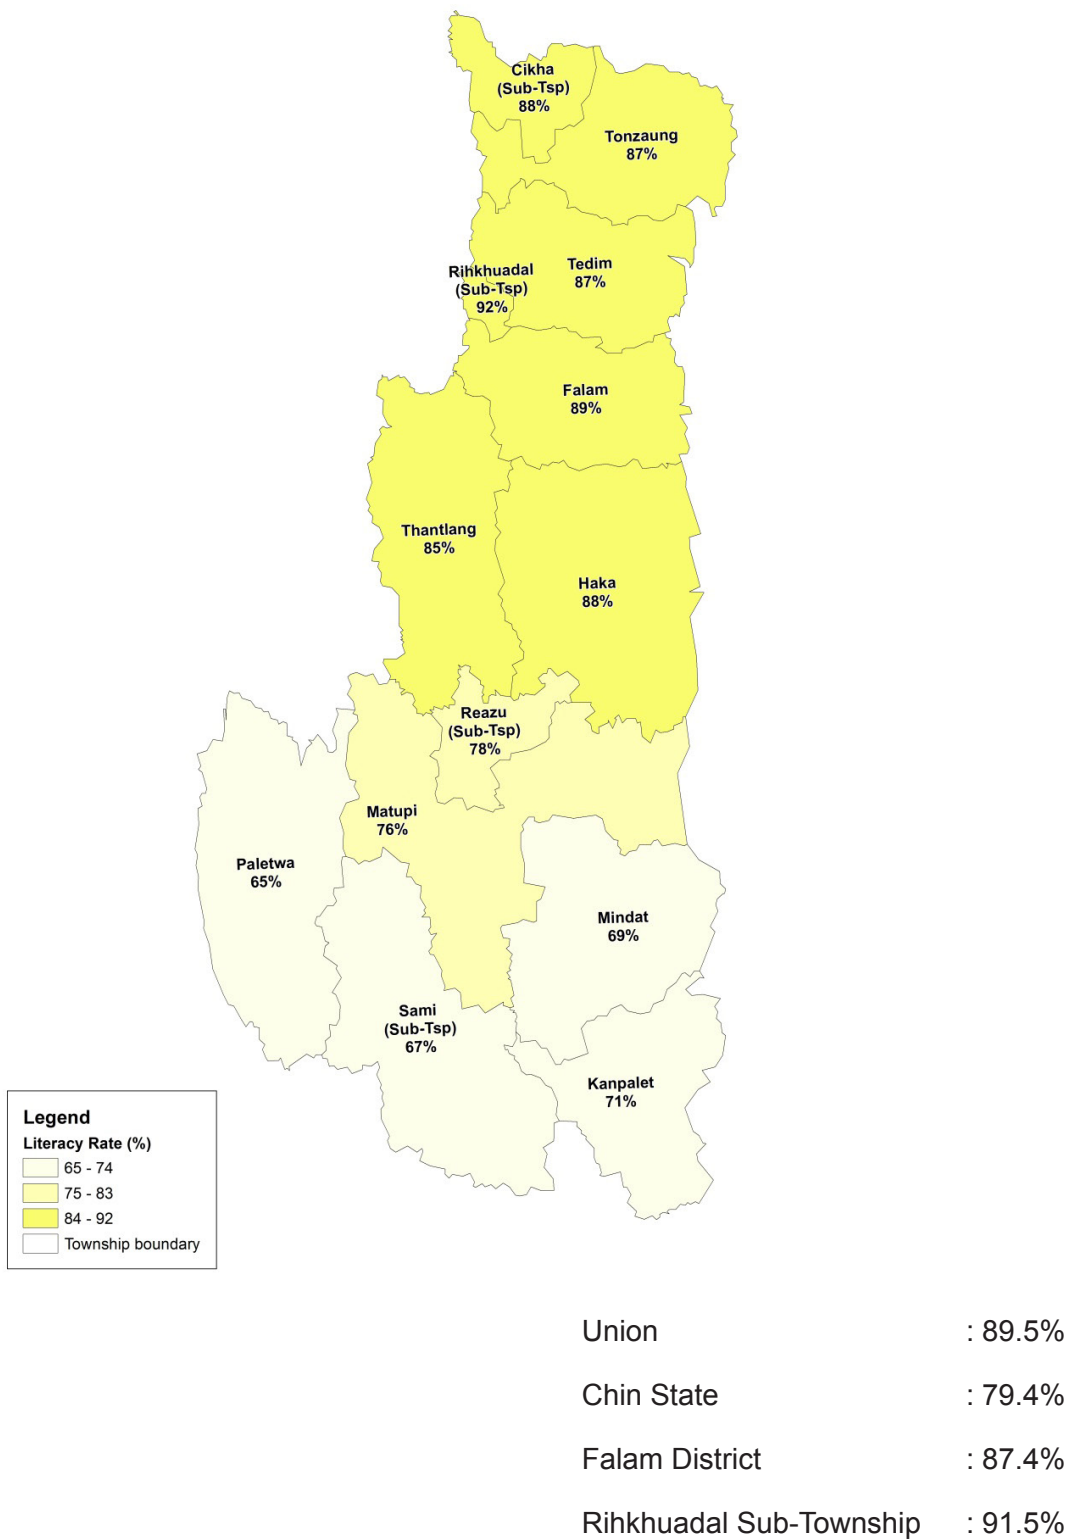 Cikha
(Sub-Tsp)
88%
Tonzaung
87%
Rihkhuadal
(Sub-Tsp)
92%
Tedim
87%
Falam
89%
Thantlang
85%
Haka
88%
Reazu
(Sub-Tsp)
78%
Matupi
76%
Paletwa
65%
Mindat
69%
Sami
(Sub-Tsp)
67%
Kanpalet
71%
Legend
Literacy Rate (%)
65 - 74
75 - 83
84 - 92
Township boundary
Union : 89.5%
Chin State : 79.4%
Falam District : 87.4%
Rihkhuadal Sub-Township : 91.5%